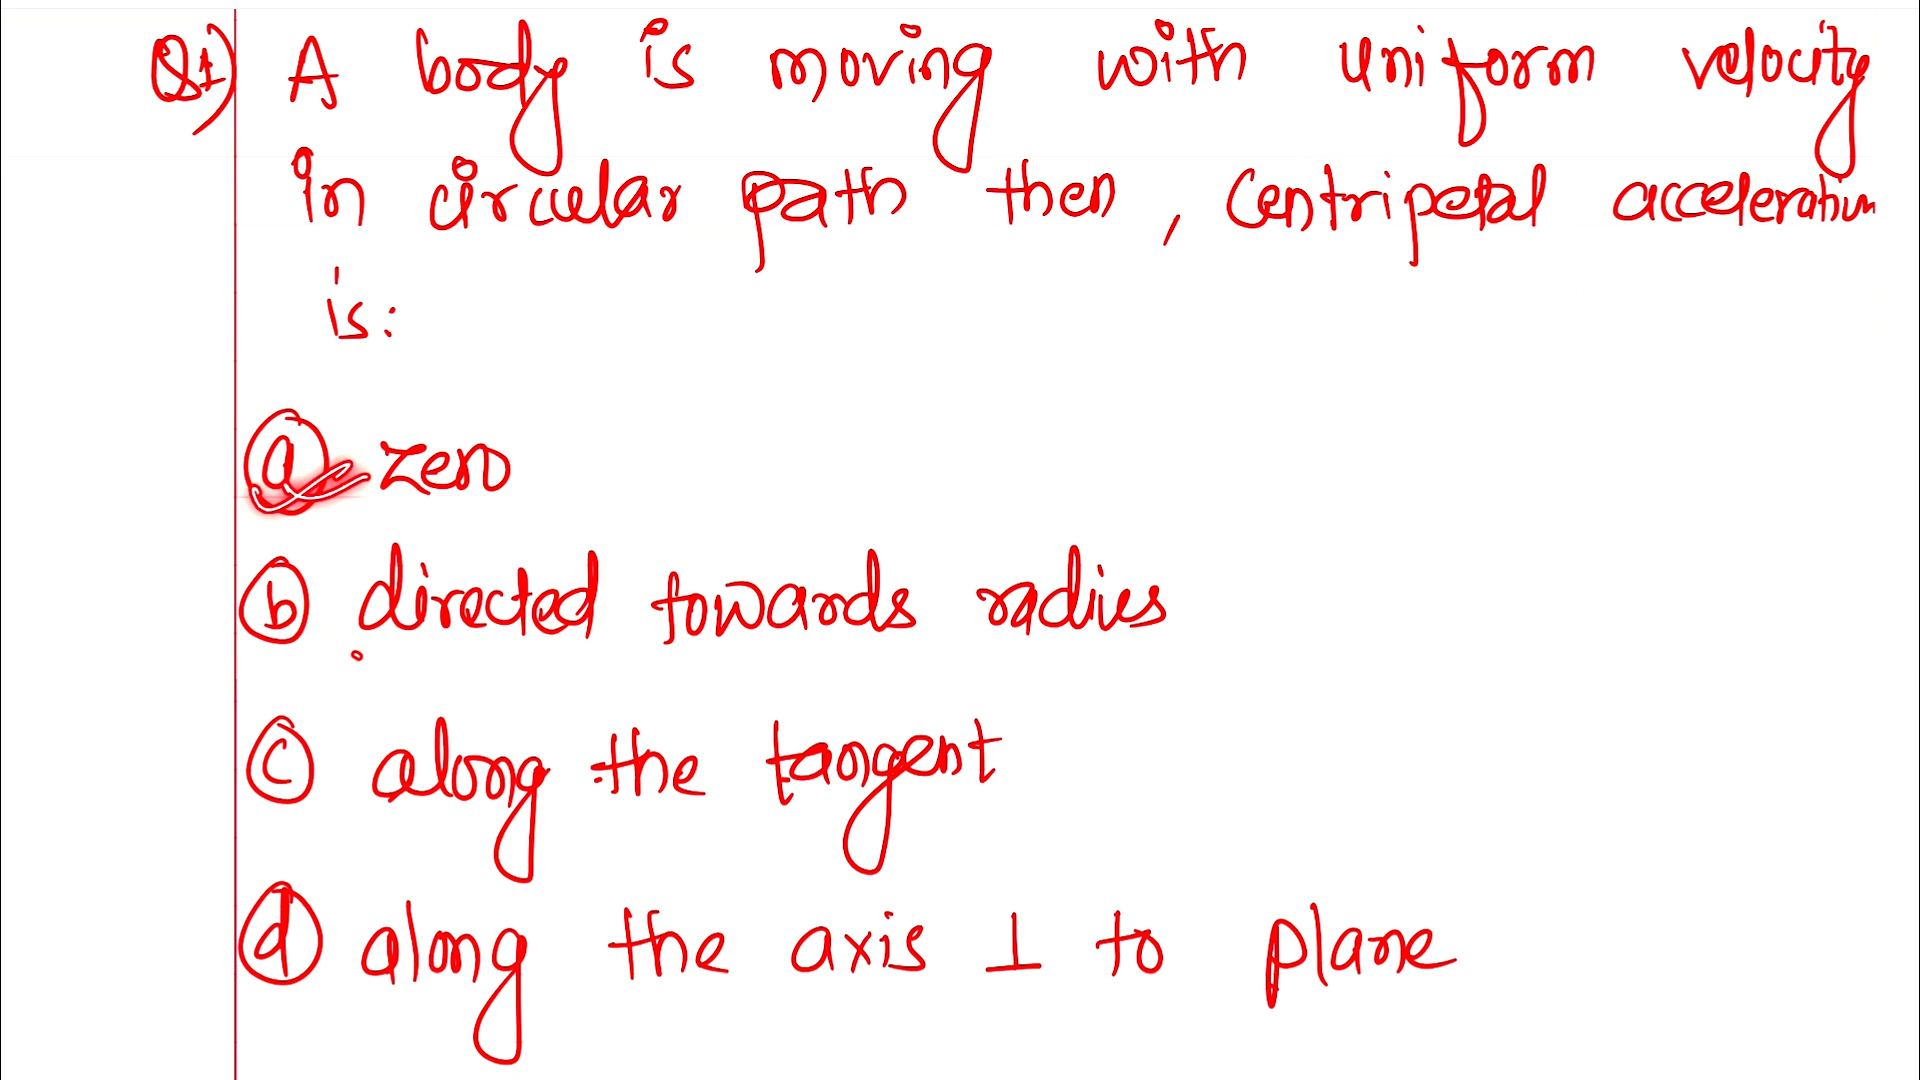 Q1) A body is moving with uniform velocity
in circular path then, centripetal acceleration
is:
(a) zero
(b) directed towards radius
(c) along the tangent
(d) along the axis ⊥ to plane